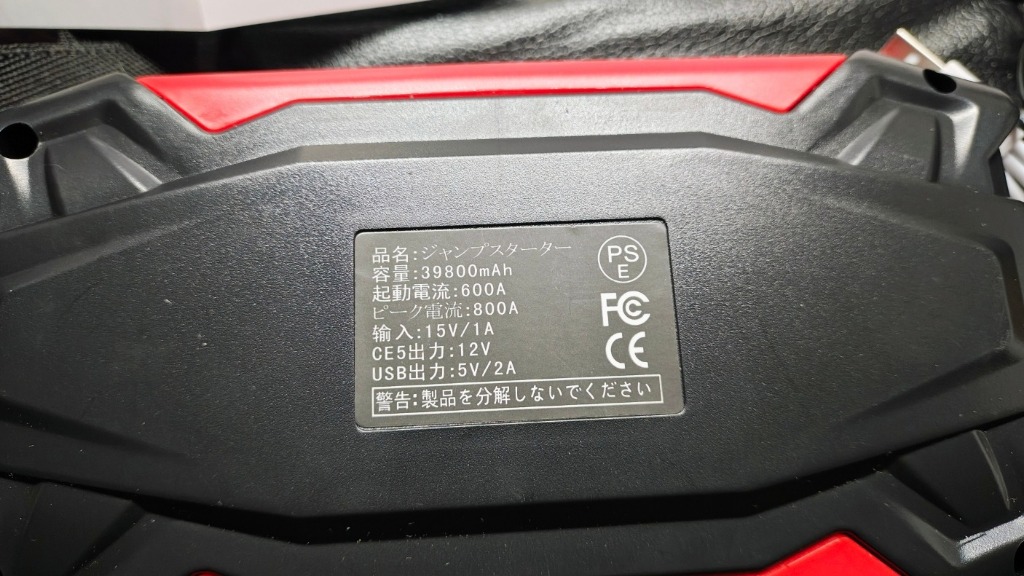 品名:ジャンプスターター
容量:39800mAh
起動電流:600A
ピーク電流:800A
输入:15V/1A
CE5出力:12V
USB出力:5V/2A
警告:製品を分解しないでください
PS
E
FC
CE